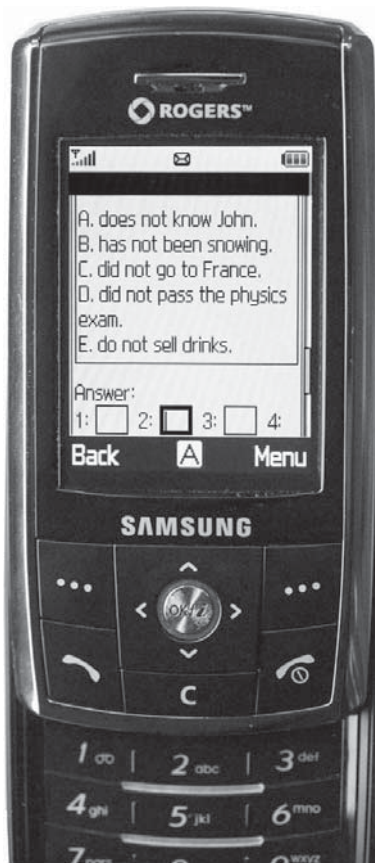 ROGERS™
A. does not know John.
B. has not been snowing.
C. did not go to France.
D. did not pass the physics
exam.
E. do not sell drinks.
Answer:
1: 2: 3: 4:
Back A Menu
SAMSUNG
OK
C
1 2 abc 3 def
4 ghi 5 jkl 6 mno